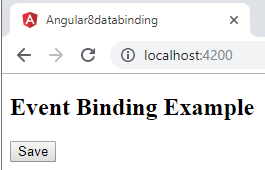 Angular8databinding
localhost:4200
Event Binding Example
Save